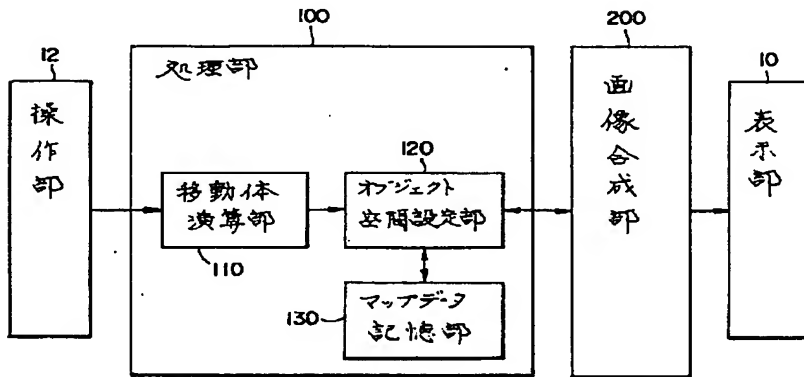 100
200
12
10
処理部
操作部
移動体
演算部
110
120
オブジェクト
空間設定部
130
マップデータ
記憶部
画像合成部
表示部